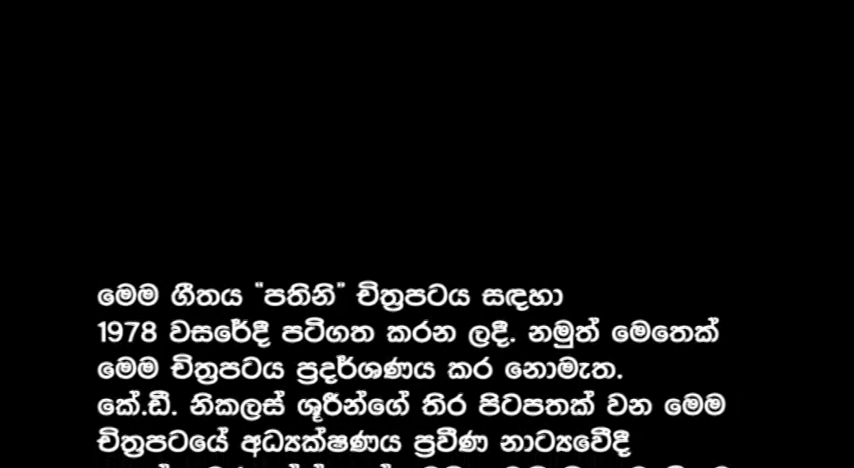 මෙම ගීතය “පතිනි” චිත්‍රපටය සඳහා
1978 වසරේදී පටිගත කරන ලදී. නමුත් මෙතෙක්
මෙම චිත්‍රපටය ප්‍රදර්ශණය කර නොමැත.
කේ.ඩී. නිකලස් ශූරීන්ගේ තිර පිටපතක් වන මෙම
චිත්‍රපටයේ අධ්‍යක්ෂණය ප්‍රවීණ නාට්‍යවේදී